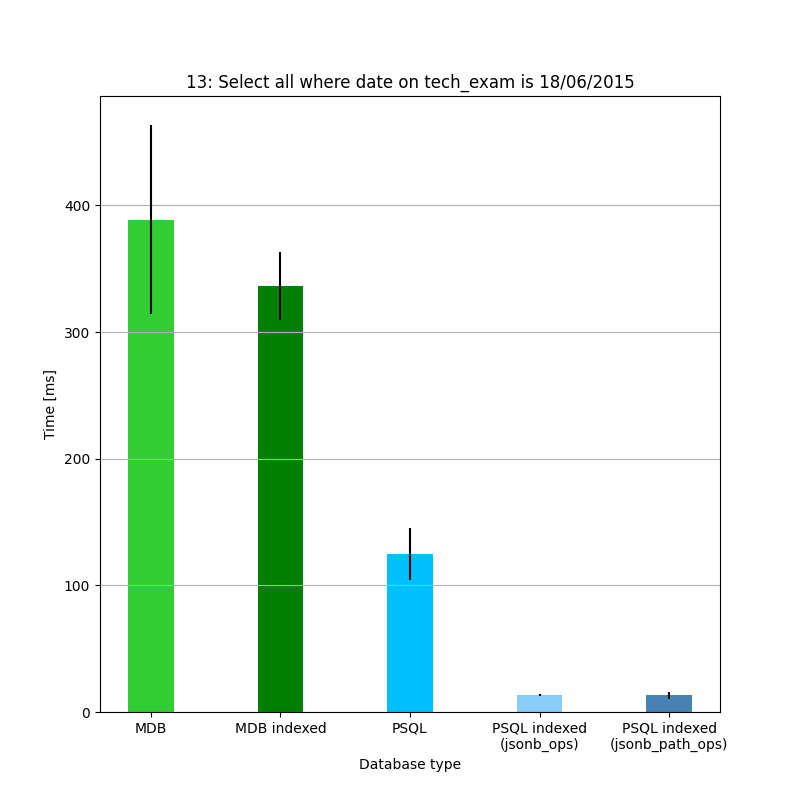 13: Select all where date on tech_exam is 18/06/2015
Time [ms]
400
300
200
100
0
MDB
MDB indexed
PSQL
PSQL indexed
(jsonb_ops)
PSQL indexed
(jsonb_path_ops)
Database type